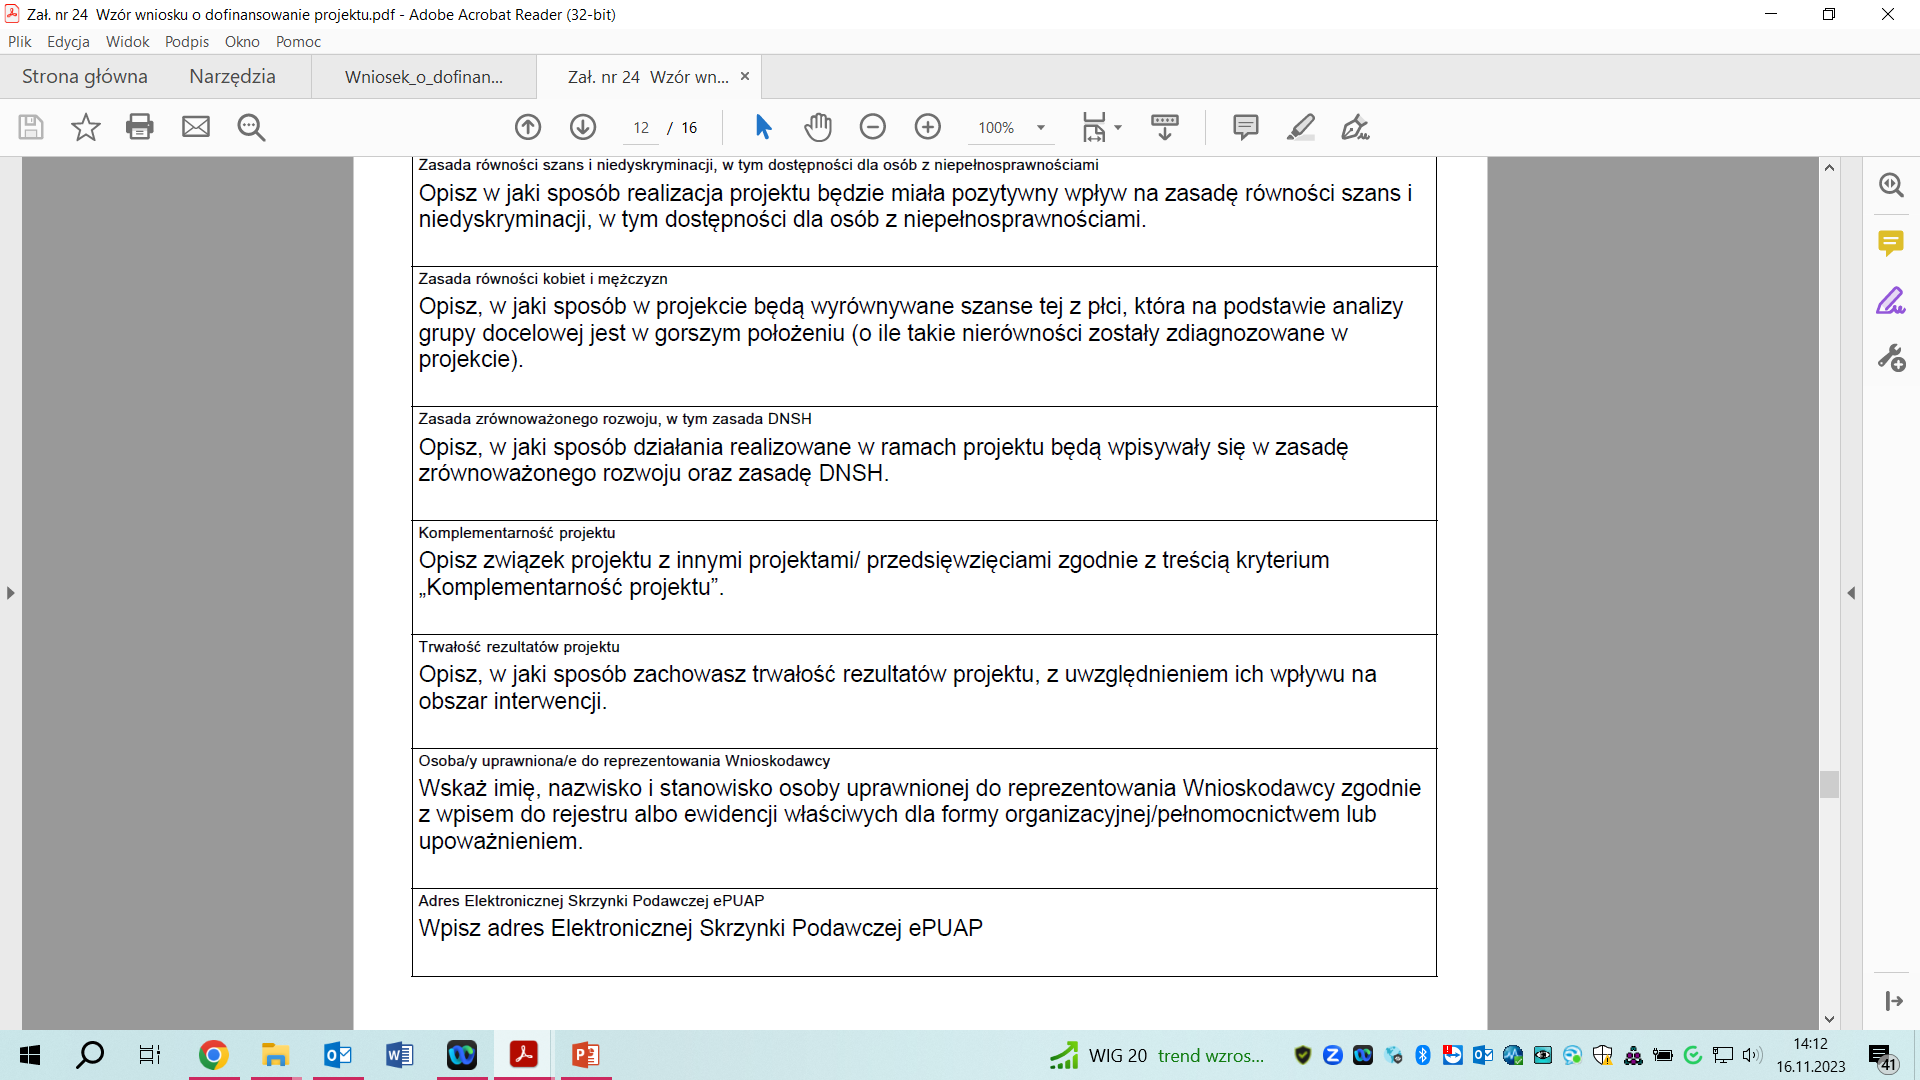 Zał. nr 24  Wzór wniosku o dofinansowanie projektu.pdf - Adobe Acrobat Reader (32-bit)
Plik Edycja Widok Podpis Okno Pomoc
Strona główna Narzędzia Wniosek_o_dofinan... Zał. nr 24  Wzór wn... ×
12 / 16 100%
Zasada równości szans i niedyskryminacji, w tym dostępności dla osób z niepełnosprawnościami
Opisz w jaki sposób realizacja projektu będzie miała pozytywny wpływ na zasadę równości szans i
niedyskryminacji, w tym dostępności dla osób z niepełnosprawnościami.
Zasada równości kobiet i mężczyzn
Opisz, w jaki sposób w projekcie będą wyrównywane szanse tej z płci, która na podstawie analizy
grupy docelowej jest w gorszym położeniu (o ile takie nierówności zostały zdiagnozowane w
projekcie).
Zasada zrównoważonego rozwoju, w tym zasada DNSH
Opisz, w jaki sposób działania realizowane w ramach projektu będą wpisywały się w zasadę
zrównoważonego rozwoju oraz zasadę DNSH.
Komplementarność projektu
Opisz związek projektu z innymi projektami/ przedsięwzięciami zgodnie z treścią kryterium
„Komplementarność projektu”.
Trwałość rezultatów projektu
Opisz, w jaki sposób zachowasz trwałość rezultatów projektu, z uwzględnieniem ich wpływu na
obszar interwencji.
Osoba/y uprawniona/e do reprezentowania Wnioskodawcy
Wskaż imię, nazwisko i stanowisko osoby uprawnionej do reprezentowania Wnioskodawcy zgodnie
z wpisem do rejestru albo ewidencji właściwych dla formy organizacyjnej/pełnomocnictwem lub
upoważnieniem.
Adres Elektronicznej Skrzynki Podawczej ePUAP
Wpisz adres Elektronicznej Skrzynki Podawczej ePUAP
WIG 20 trend wzros...
14:12
16.11.2023
41